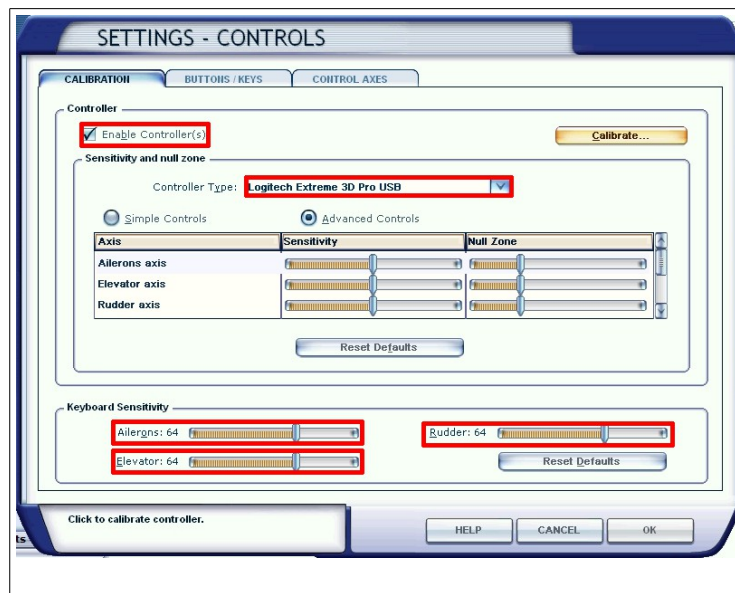 SETTINGS - CONTROLS
CALIBRATION BUTTONS / KEYS CONTROL AXES
Controller
Enable Controller(s)
Calibrate...
Sensitivity and null zone
Controller Type: Logitech Extreme 3D Pro USB
Simple Controls Advanced Controls
Axis Sensitivity Null Zone
Ailerons axis
Elevator axis
Rudder axis
Reset Defaults
Keyboard Sensitivity
Ailerons: 64 Rudder: 64
Elevator: 64 Reset Defaults
Click to calibrate controller.
HELP CANCEL OK
ts